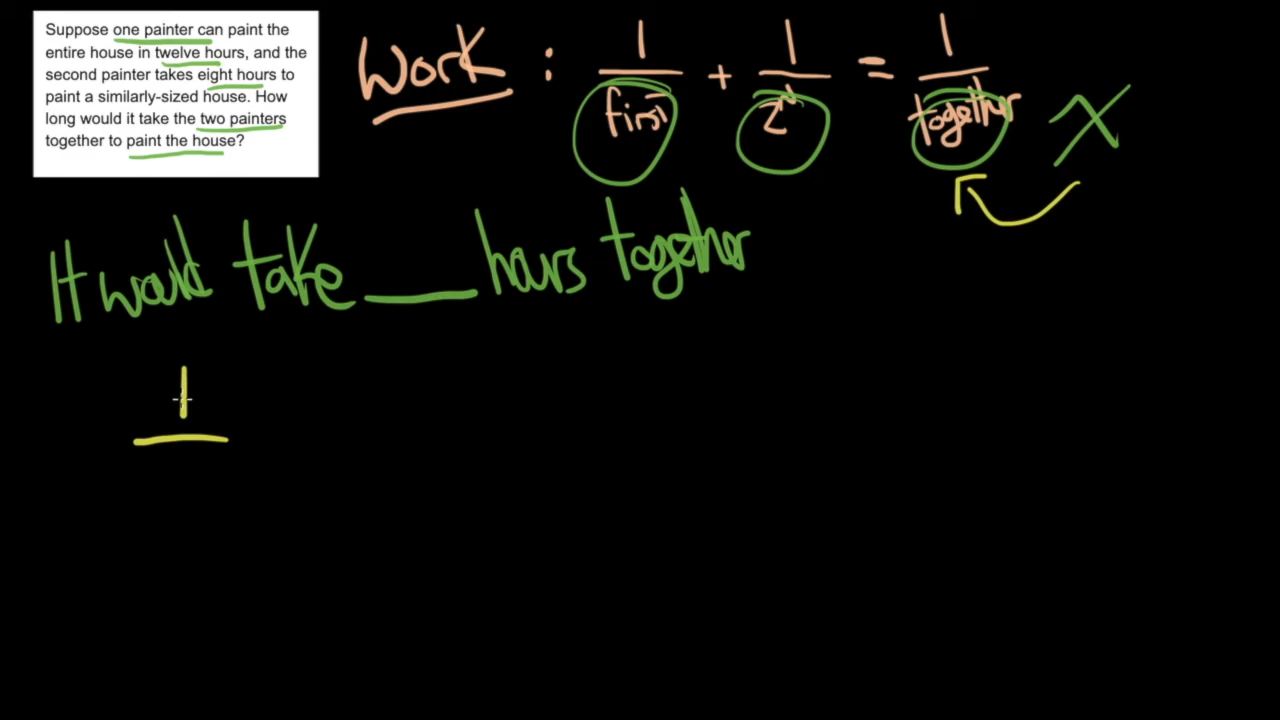 Suppose one painter can paint the
entire house in twelve hours, and the
second painter takes eight hours to
paint a similarly-sized house. How
long would it take the two painters
together to paint the house?
Work : 1/first + 1/2nd = 1/together X
It would take ___ hours together
1